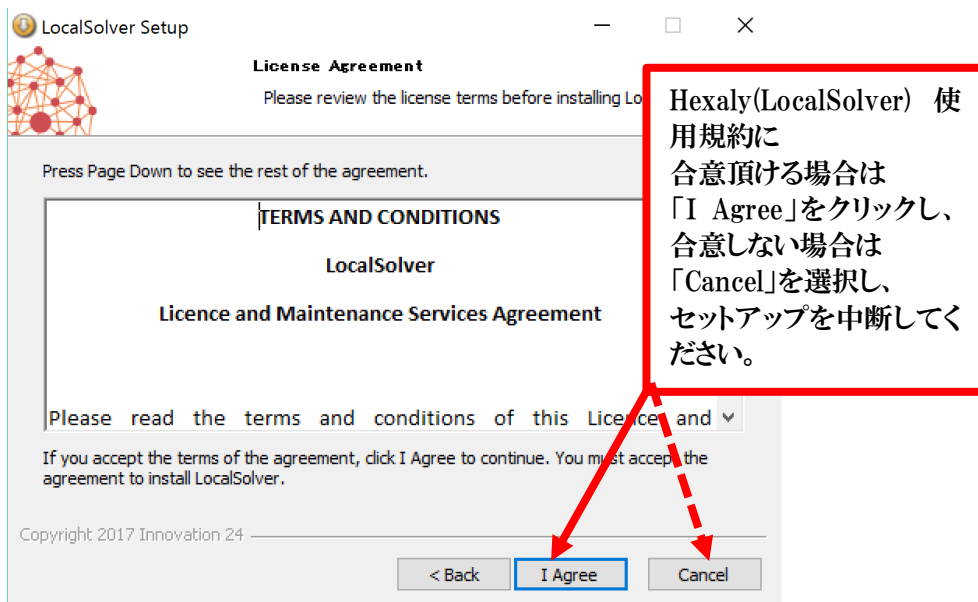 LocalSolver Setup
License Agreement
Please review the license terms before installing Lo
Press Page Down to see the rest of the agreement.
TERMS AND CONDITIONS
LocalSolver
Licence and Maintenance Services Agreement
Please read the terms and conditions of this Licence and
If you accept the terms of the agreement, click I Agree to continue. You must accept the
agreement to install LocalSolver.
Copyright 2017 Innovation 24
< Back
I Agree
Cancel
Hexaly(LocalSolver) 使
用規約に
合意頂ける場合は
「I Agree」をクリックし、
合意しない場合は
「Cancel」を選択し、
セットアップを中断してく
ださい。